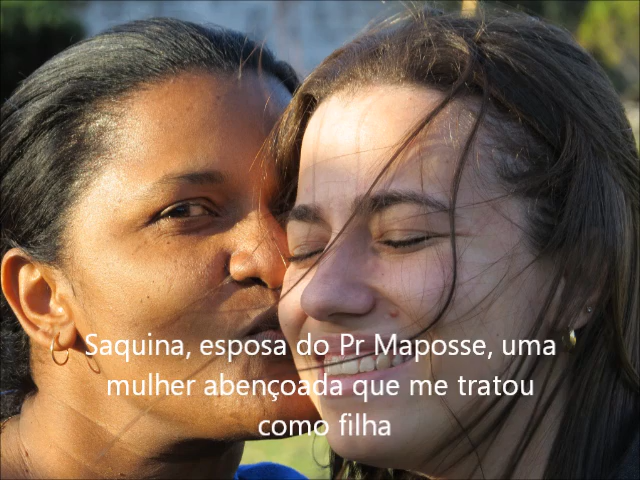 Saquina, esposa do Pr Maposse, uma
mulher abençoada que me tratou
como filha